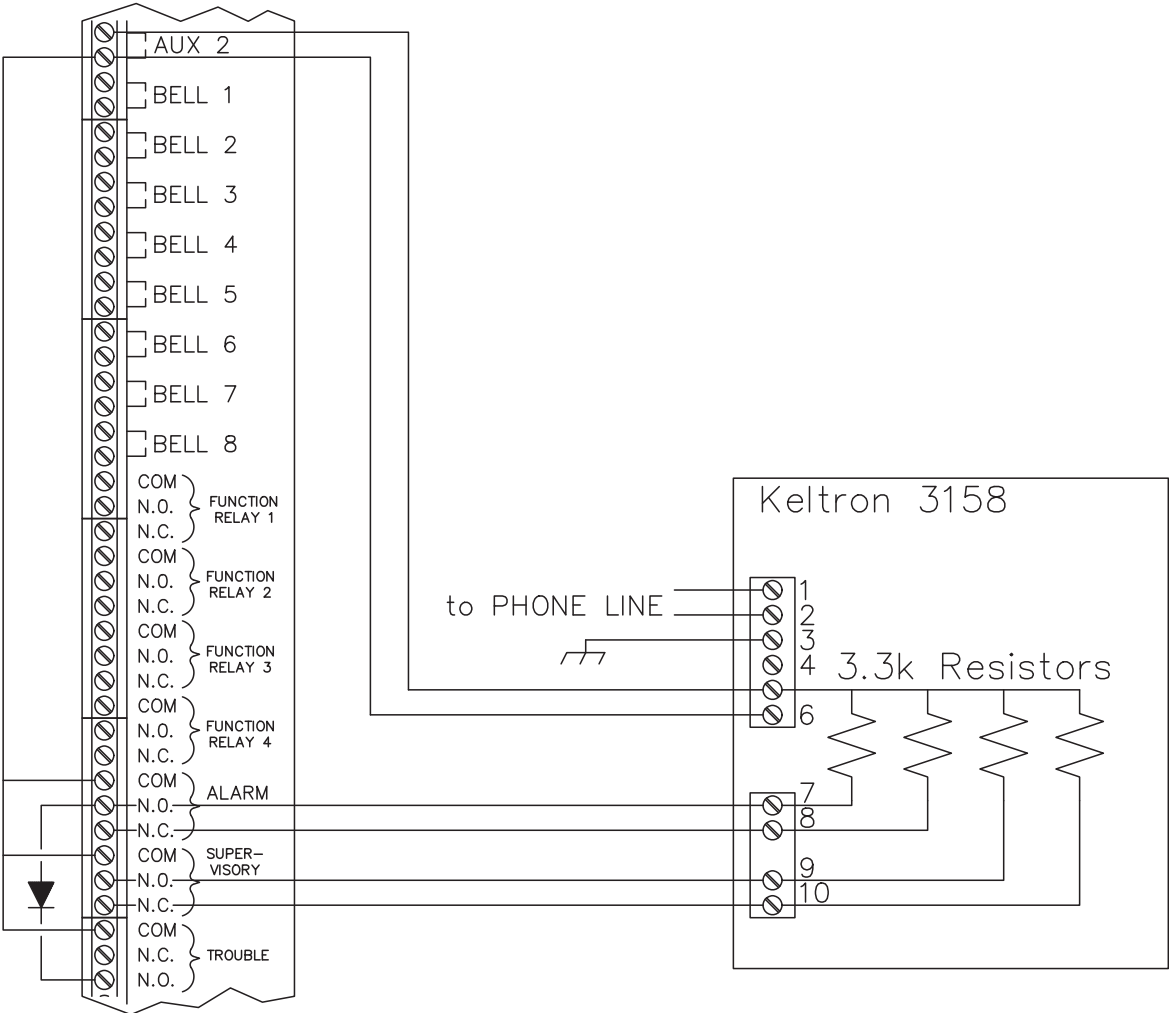 AUX 2
BELL 1
BELL 2
BELL 3
BELL 4
BELL 5
BELL 6
BELL 7
BELL 8
COM
N.O.
N.C.
FUNCTION
RELAY 1
COM
N.O.
N.C.
FUNCTION
RELAY 2
COM
N.O.
N.C.
FUNCTION
RELAY 3
COM
N.O.
N.C.
FUNCTION
RELAY 4
COM
N.O.
N.C.
ALARM
COM
N.O.
N.C.
SUPER-
VISORY
COM
N.C.
N.O.
TROUBLE
Keltron 3158
to PHONE LINE
1
2
3
4
6
3.3k Resistors
7
8
9
10